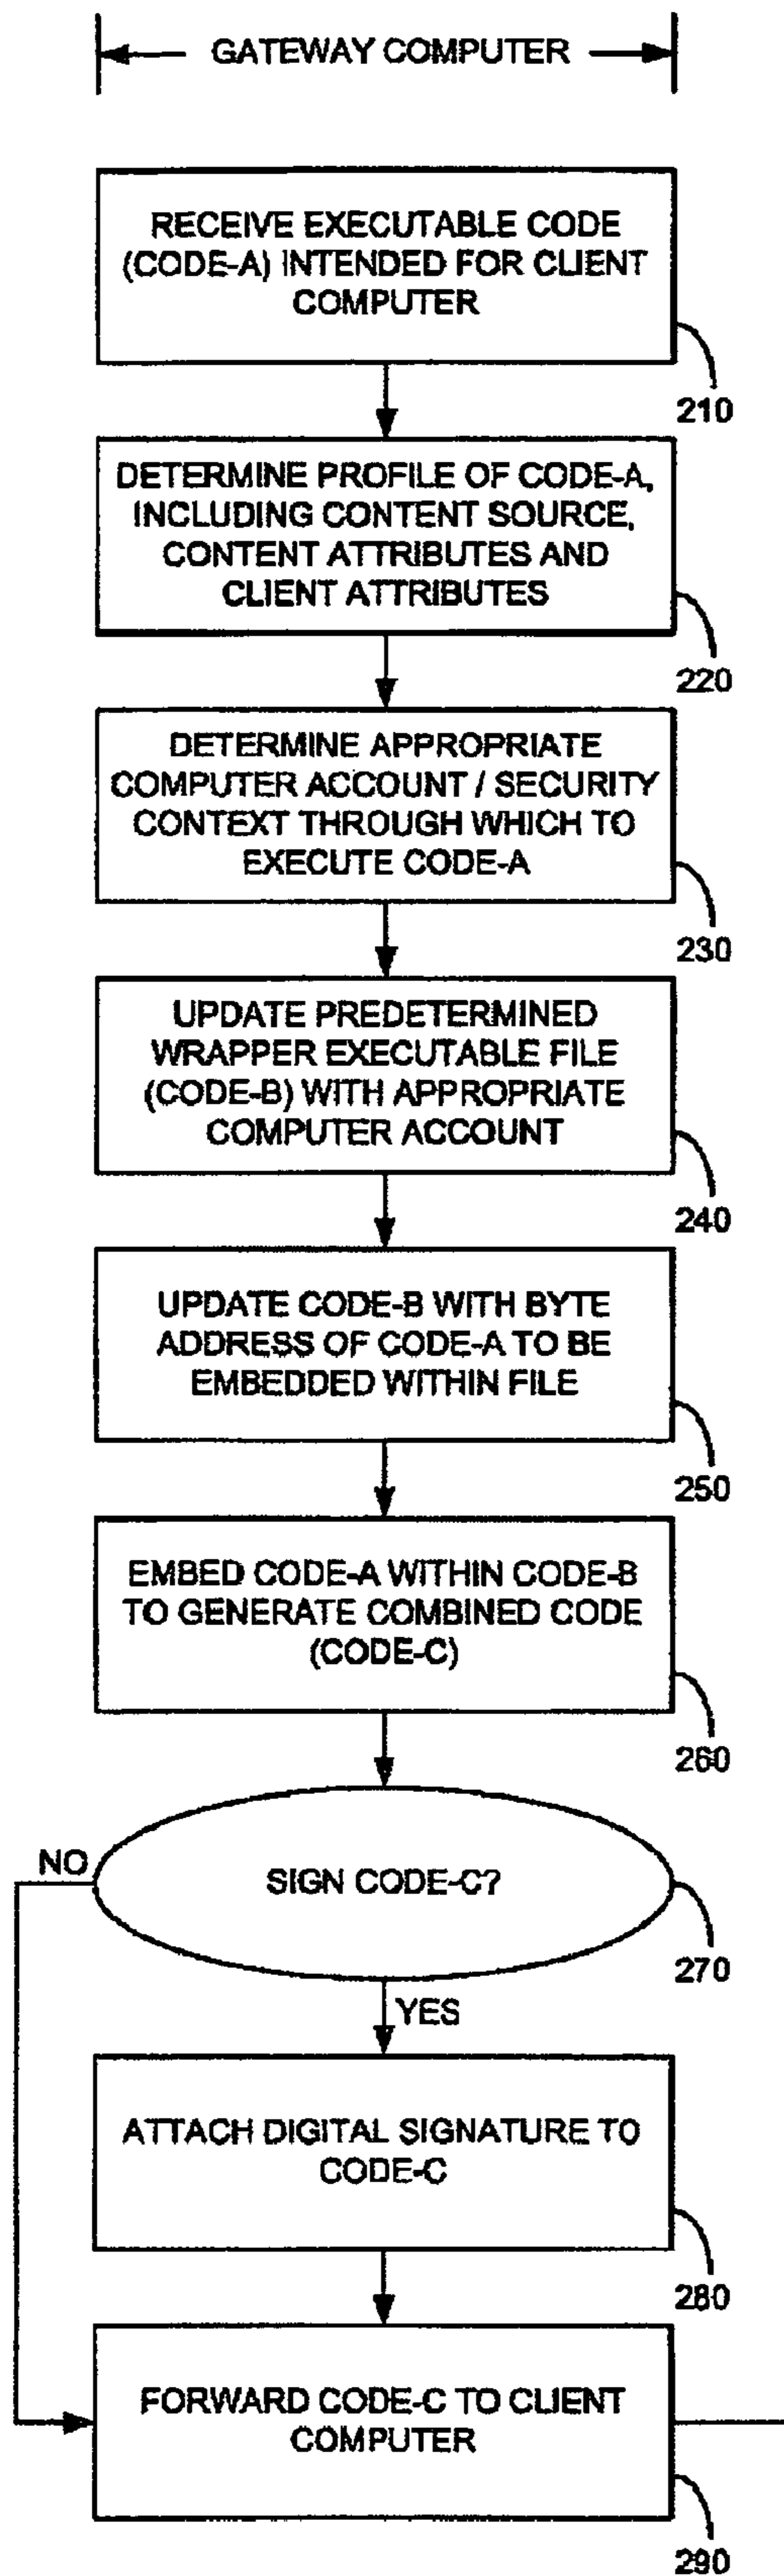 GATEWAY COMPUTER
RECEIVE EXECUTABLE CODE
(CODE-A) INTENDED FOR CLIENT
COMPUTER
210
DETERMINE PROFILE OF CODE-A,
INCLUDING CONTENT SOURCE,
CONTENT ATTRIBUTES AND
CLIENT ATTRIBUTES
220
DETERMINE APPROPRIATE
COMPUTER ACCOUNT / SECURITY
CONTEXT THROUGH WHICH TO
EXECUTE CODE-A
230
UPDATE PREDETERMINED
WRAPPER EXECUTABLE FILE
(CODE-B) WITH APPROPRIATE
COMPUTER ACCOUNT
240
UPDATE CODE-B WITH BYTE
ADDRESS OF CODE-A TO BE
EMBEDDED WITHIN FILE
250
EMBED CODE-A WITHIN CODE-B
TO GENERATE COMBINED CODE
(CODE-C)
260
NO
SIGN CODE-C?
270
YES
ATTACH DIGITAL SIGNATURE TO
CODE-C
280
FORWARD CODE-C TO CLIENT
COMPUTER
290